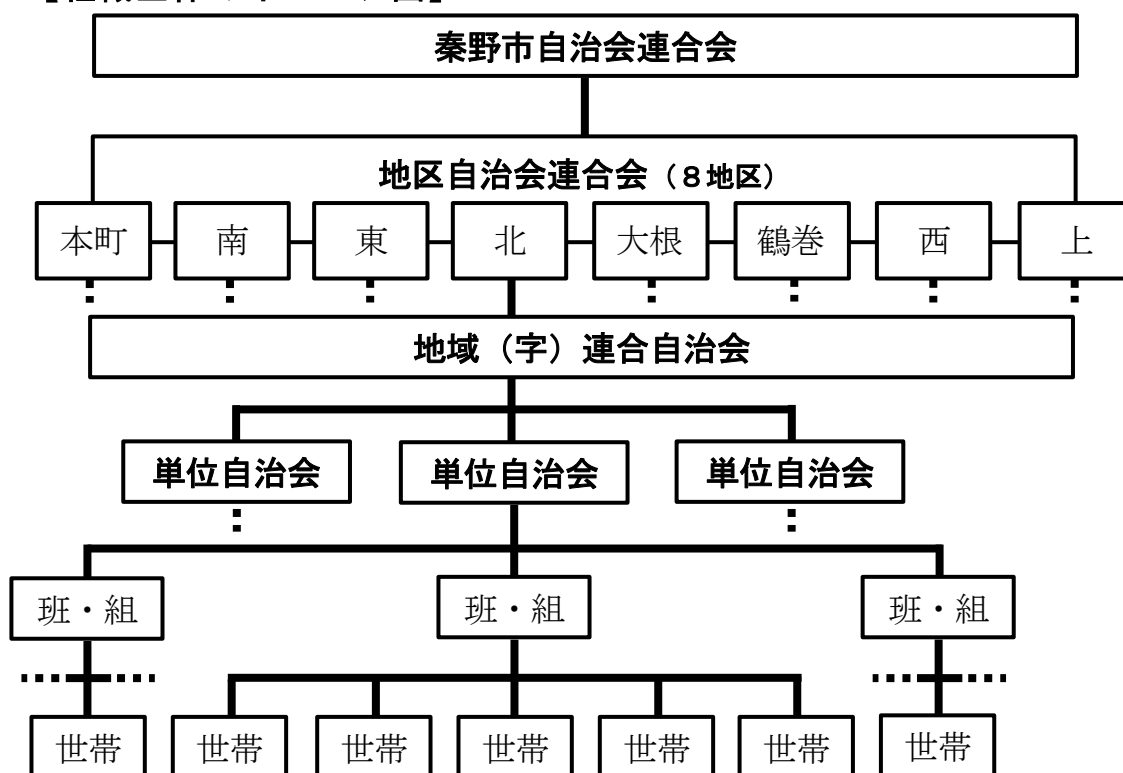 秦野市自治会連合会
地区自治会連合会（８地区）
本町 南 東 北 大根 鶴巻 西 上
地域（字）連合自治会
単位自治会 単位自治会 単位自治会
班・組 班・組 班・組
世帯 世帯 世帯 世帯 世帯 世帯 世帯